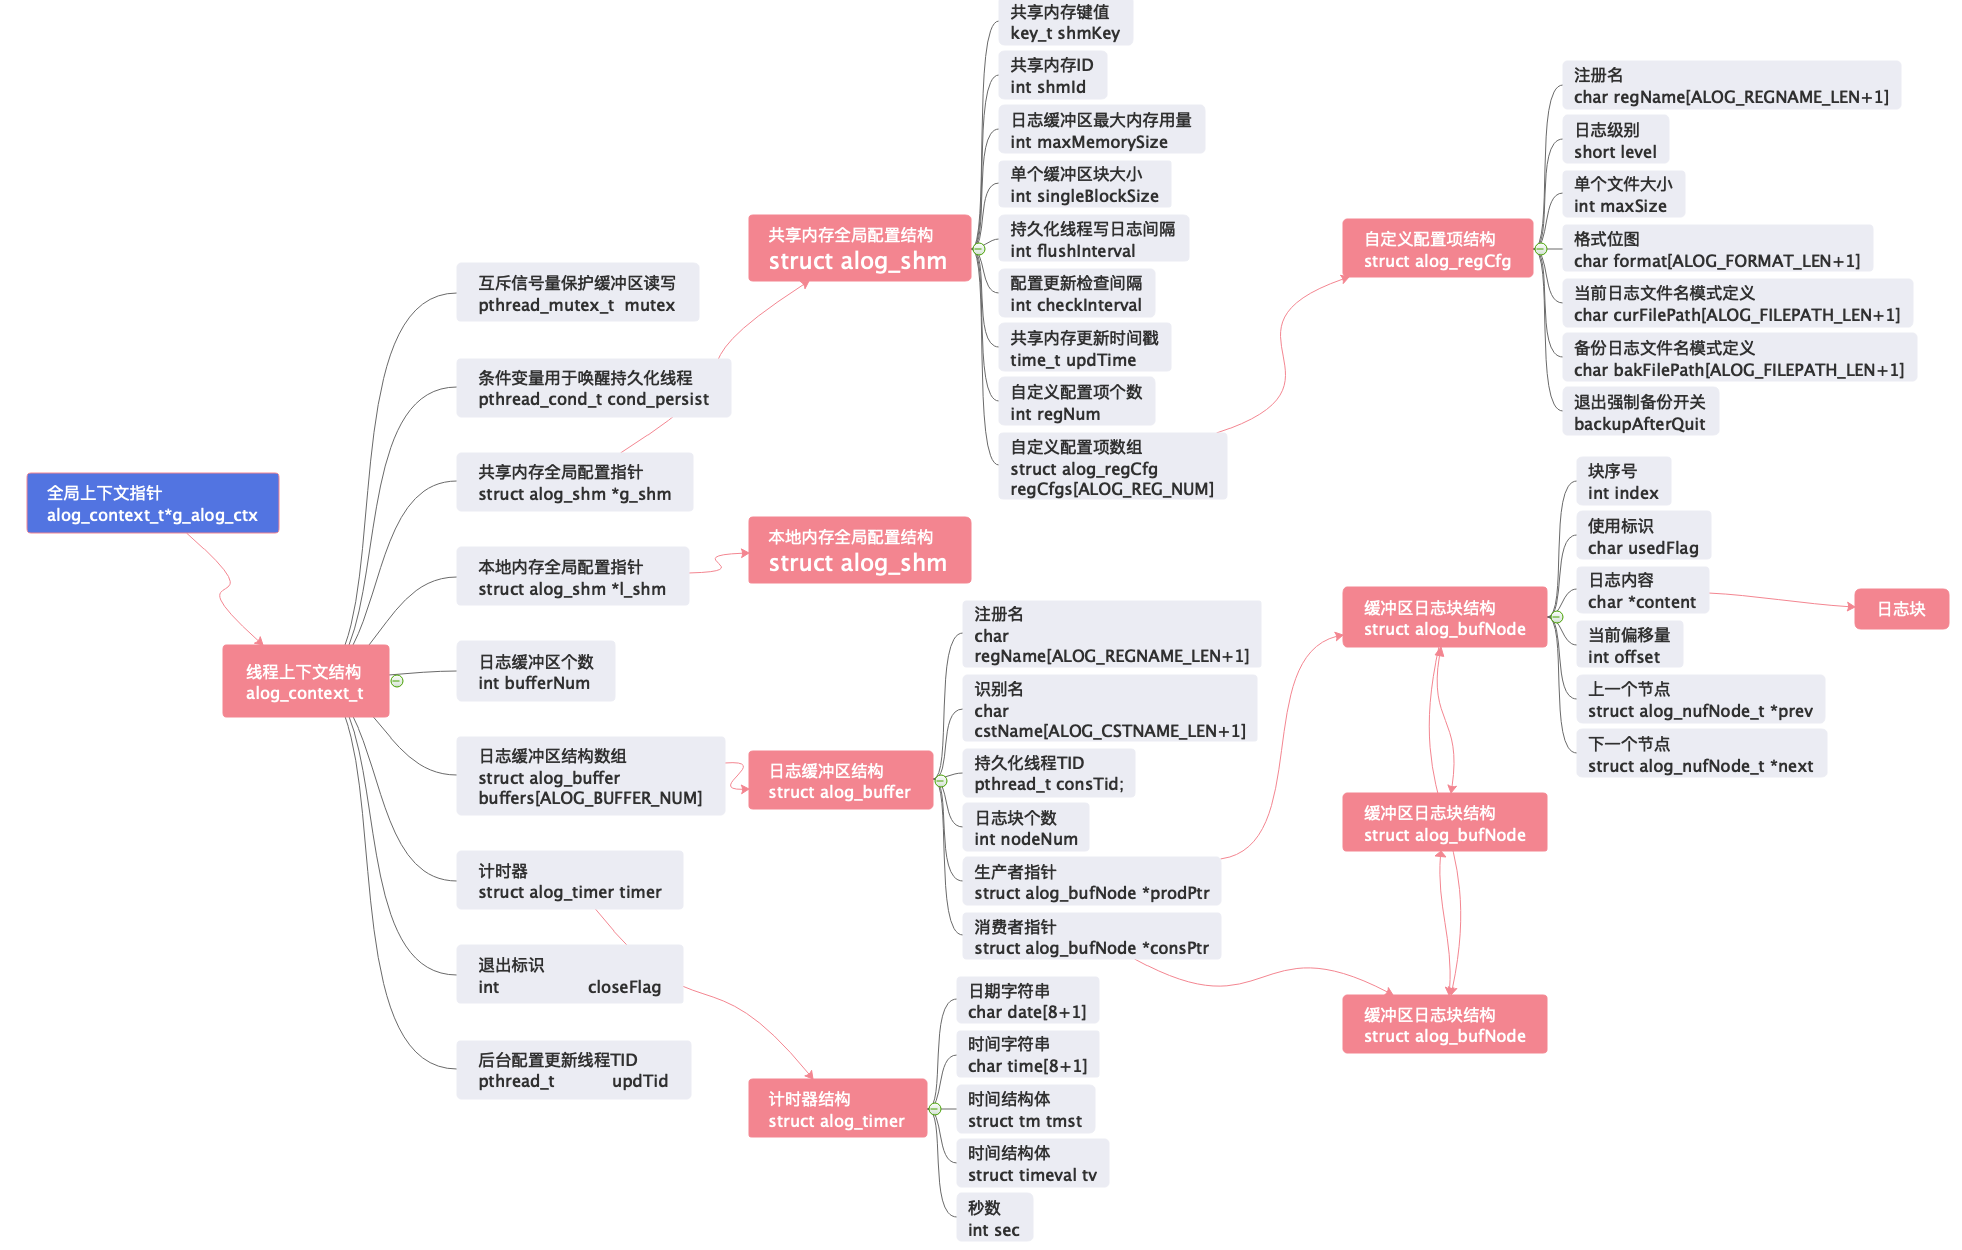 全局上下文指针
alog_context_t*g_alog_ctx
线程上下文结构
alog_context_t
互斥信号量保护缓冲区读写
pthread_mutex_t  mutex
条件变量用于唤醒持久化线程
pthread_cond_t cond_persist
共享内存全局配置指针
struct alog_shm *g_shm
本地内存全局配置指针
struct alog_shm *l_shm
日志缓冲区个数
int bufferNum
日志缓冲区结构数组
struct alog_buffer
buffers[ALOG_BUFFER_NUM]
计时器
struct alog_timer timer
退出标识
int                closeFlag
后台配置更新线程TID
pthread_t           updTid
共享内存全局配置结构
struct alog_shm
共享内存键值
key_t shmKey
共享内存ID
int shmId
日志缓冲区最大内存用量
int maxMemorySize
单个缓冲区块大小
int singleBlockSize
持久化线程写日志间隔
int flushInterval
配置更新检查间隔
int checkInterval
共享内存更新时间戳
time_t updTime
自定义配置项个数
int regNum
自定义配置项数组
struct alog_regCfg
regCfgs[ALOG_REG_NUM]
自定义配置项结构
struct alog_regCfg
注册名
char regName[ALOG_REGNAME_LEN+1]
日志级别
short level
单个文件大小
int maxSize
格式位图
char format[ALOG_FORMAT_LEN+1]
当前日志文件名模式定义
char curFilePath[ALOG_FILEPATH_LEN+1]
备份日志文件名模式定义
char bakFilePath[ALOG_FILEPATH_LEN+1]
退出强制备份开关
backupAfterQuit
本地内存全局配置结构
struct alog_shm
日志缓冲区结构
struct alog_buffer
注册名
char
regName[ALOG_REGNAME_LEN+1]
识别名
char
cstName[ALOG_CSTNAME_LEN+1]
持久化线程TID
pthread_t consTid;
日志块个数
int nodeNum
生产者指针
struct alog_bufNode *prodPtr
消费者指针
struct alog_bufNode *consPtr
缓冲区日志块结构
struct alog_bufNode
块序号
int index
使用标识
char usedFlag
日志内容
char *content
当前偏移量
int offset
上一个节点
struct alog_nufNode_t *prev
下一个节点
struct alog_nufNode_t *next
日志块
缓冲区日志块结构
struct alog_bufNode
缓冲区日志块结构
struct alog_bufNode
计时器结构
struct alog_timer
日期字符串
char date[8+1]
时间字符串
char time[8+1]
时间结构体
struct tm tmst
时间结构体
struct timeval tv
秒数
int sec